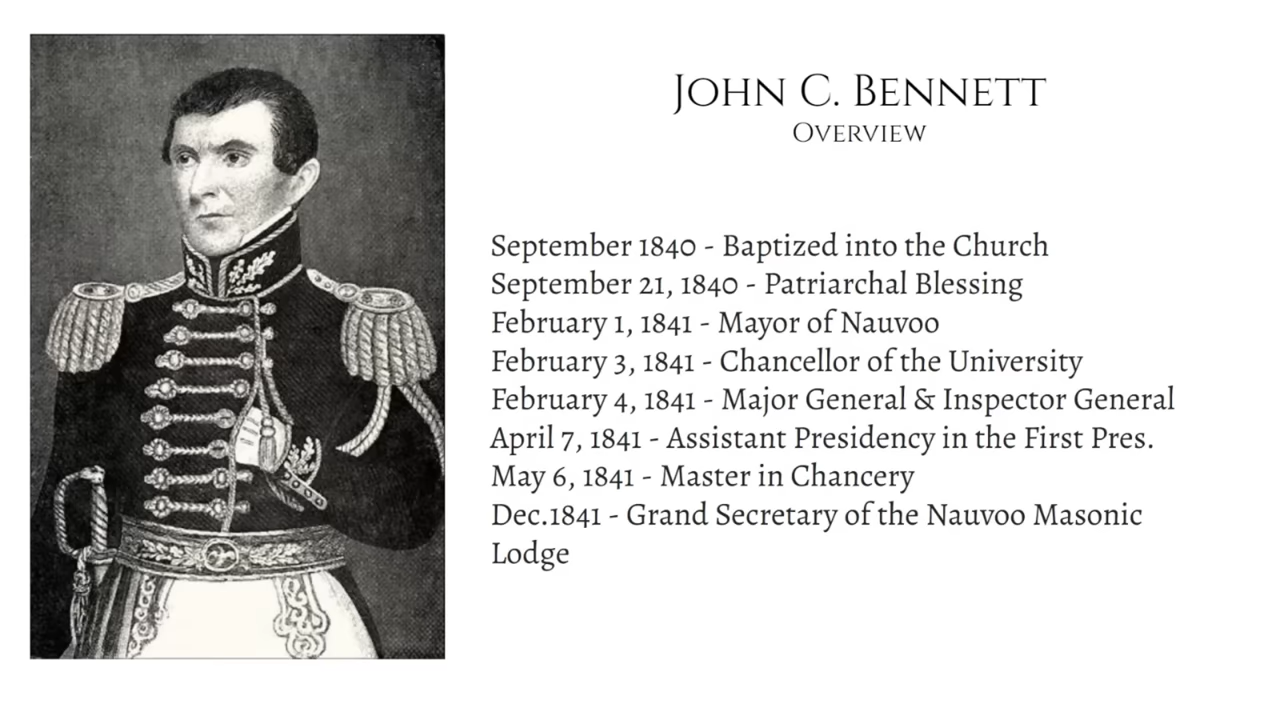 John C. Bennett
Overview
September 1840 - Baptized into the Church
September 21, 1840 - Patriarchal Blessing
February 1, 1841 - Mayor of Nauvoo
February 3, 1841 - Chancellor of the University
February 4, 1841 - Major General & Inspector General
April 7, 1841 - Assistant Presidency in the First Pres.
May 6, 1841 - Master in Chancery
Dec.1841 - Grand Secretary of the Nauvoo Masonic
Lodge